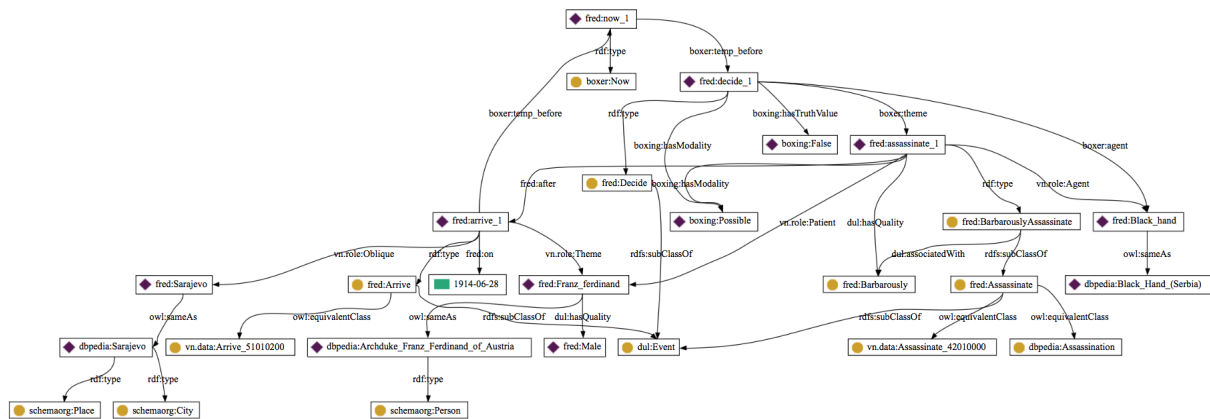 fred:now_1
rdf:type
boxer:temp_before
boxer:Now
fred:decide_1
boxer:temp_before
rdf:type
boxing:hasTruthValue
boxer:theme
boxing:hasModality
boxing:False
fred:assassinate_1
boxer:agent
fred:after
fred:Decide
boxing:hasModality
rdf:type
vn.role:Agent
fred:arrive_1
boxing:Possible
dul:hasQuality
fred:BarbarouslyAssassinate
fred:Black_hand
vn.role:Patient
vn.role:Oblique
rdf:type
fred:on
vn.role:Theme
rdfs:subClassOf
dul:associatedWith
rdfs:subClassOf
owl:sameAs
fred:Sarajevo
fred:Arrive
1914-06-28
fred:Franz_ferdinand
fred:Barbarously
fred:Assassinate
dbpedia:Black_Hand_(Serbia)
owl:sameAs
owl:equivalentClass
owl:sameAs
rdfs:subClassOf
dul:hasQuality
rdfs:subClassOf
owl:equivalentClass
owl:equivalentClass
dbpedia:Sarajevo
vn.data:Arrive_51010200
dbpedia:Archduke_Franz_Ferdinand_of_Austria
fred:Male
dul:Event
vn.data:Assassinate_42010000
dbpedia:Assassination
rdf:type
rdf:type
rdf:type
schemaorg:Place
schemaorg:City
schemaorg:Person